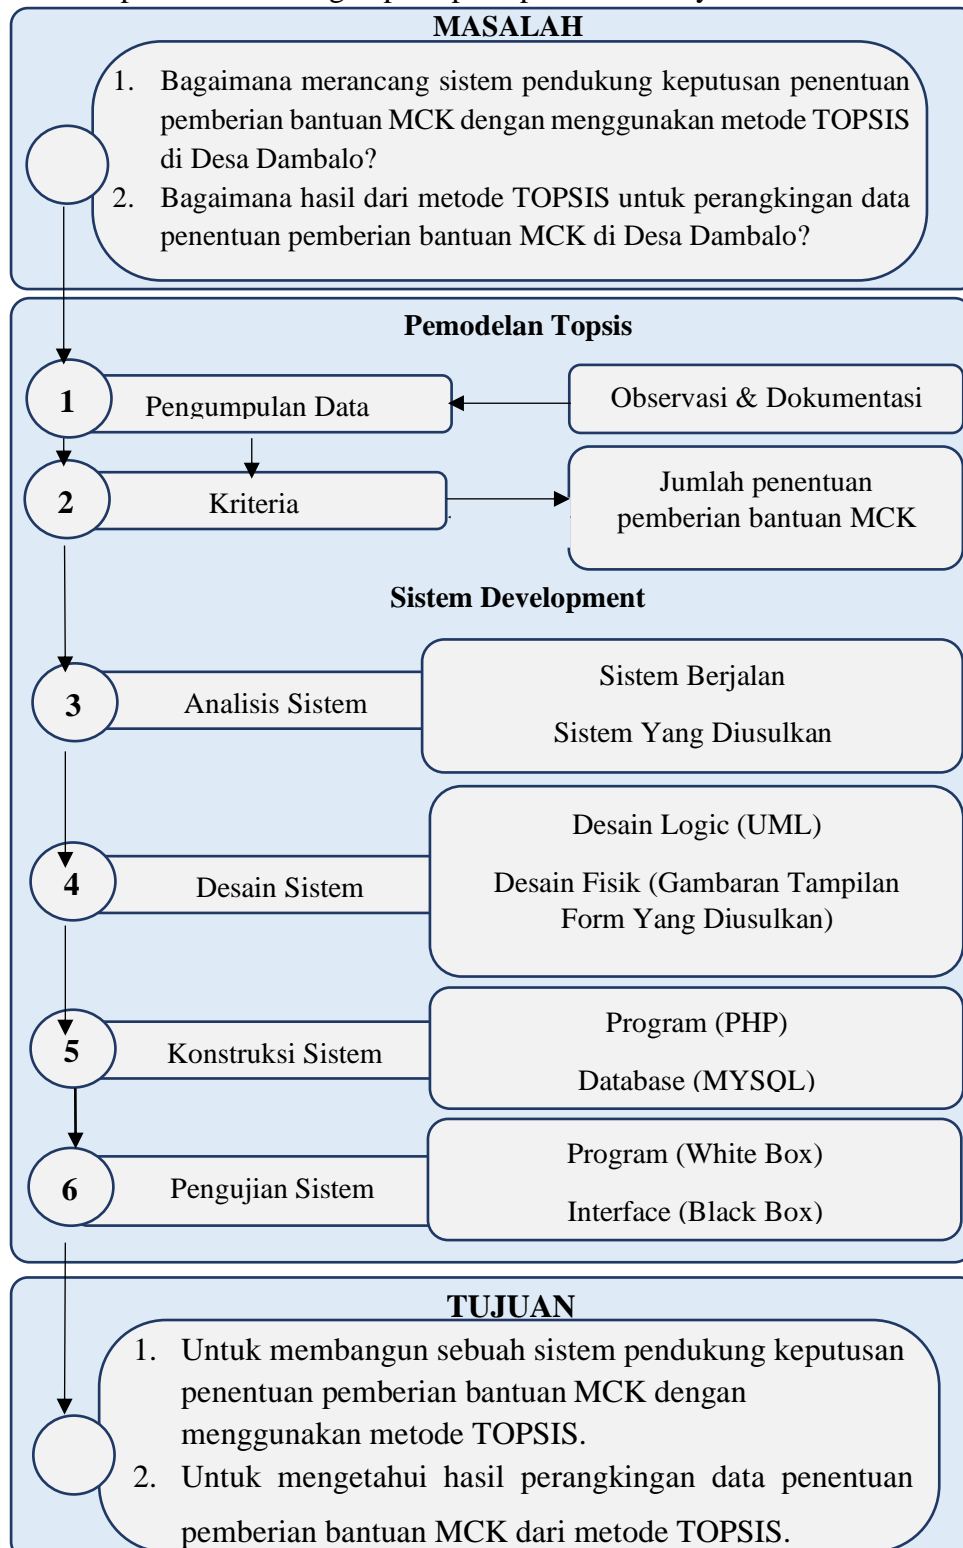 MASALAH
1. Bagaimana merancang sistem pendukung keputusan penentuan
pemberian bantuan MCK dengan menggunakan metode TOPSIS
di Desa Dambalo?
2. Bagaimana hasil dari metode TOPSIS untuk perangkingan data
penentuan pemberian bantuan MCK di Desa Dambalo?
Pemodelan Topsis
1
Pengumpulan Data
Observasi & Dokumentasi
2
Kriteria
Jumlah penentuan
pemberian bantuan MCK
Sistem Development
3
Analisis Sistem
Sistem Berjalan
Sistem Yang Diusulkan
4
Desain Sistem
Desain Logic (UML)
Desain Fisik (Gambaran Tampilan
Form Yang Diusulkan)
5
Konstruksi Sistem
Program (PHP)
Database (MYSQL)
6
Pengujian Sistem
Program (White Box)
Interface (Black Box)
TUJUAN
1. Untuk membangun sebuah sistem pendukung keputusan
penentuan pemberian bantuan MCK dengan
menggunakan metode TOPSIS.
2. Untuk mengetahui hasil perangkingan data penentuan
pemberian bantuan MCK dari metode TOPSIS.